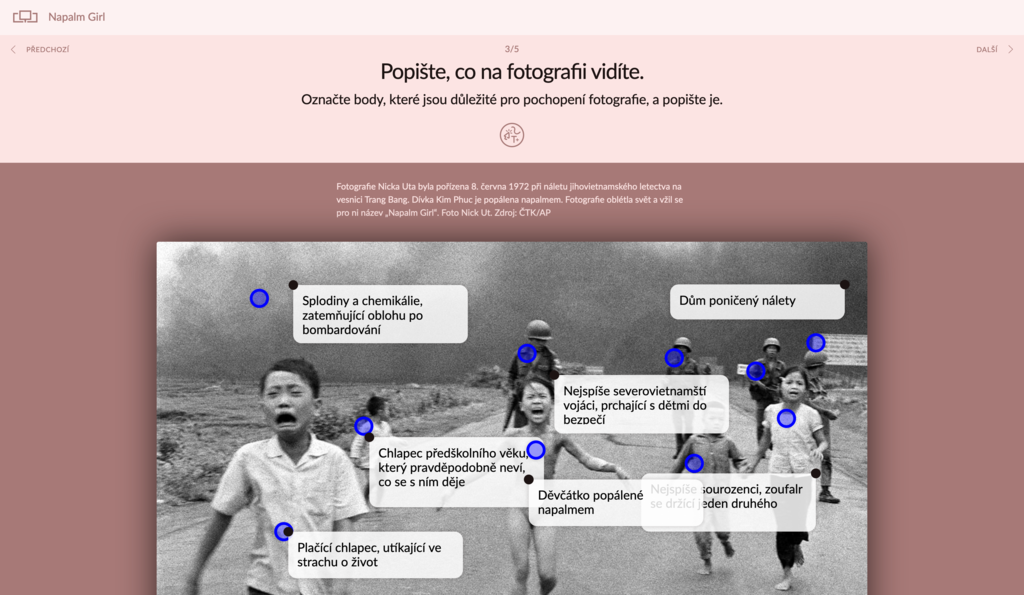 Napalm Girl
PŘEDCHOZÍ
3/5
DALŠÍ
Popište, co na fotografii vidíte.
Označte body, které jsou důležité pro pochopení fotografie, a popište je.
Fotografie Nicka Uta byla pořízena 8. června 1972 při náletu jihovietnamského letectva na
vesnici Trang Bang. Dívka Kim Phuc je popálena napalmem. Fotografie obletěla svět a vžil se
pro ni název „Napalm Girl“. Foto Nick Ut. Zdroj: ČTK/AP
Splodiny a chemikálie,
zatemňující oblohu po
bombardování
Dům poničený nálety
Nejspíše severovietnamští
vojáci, prchající s dětmi do
bezpečí
Chlapec předškolního věku,
který pravděpodobně neví,
co se s ním děje
Děvčátko popálené
napalmem
Nejspíše sourozenci, zoufalr
se držící jeden druhého
Plačící chlapec, utíkající ve
strachu o život